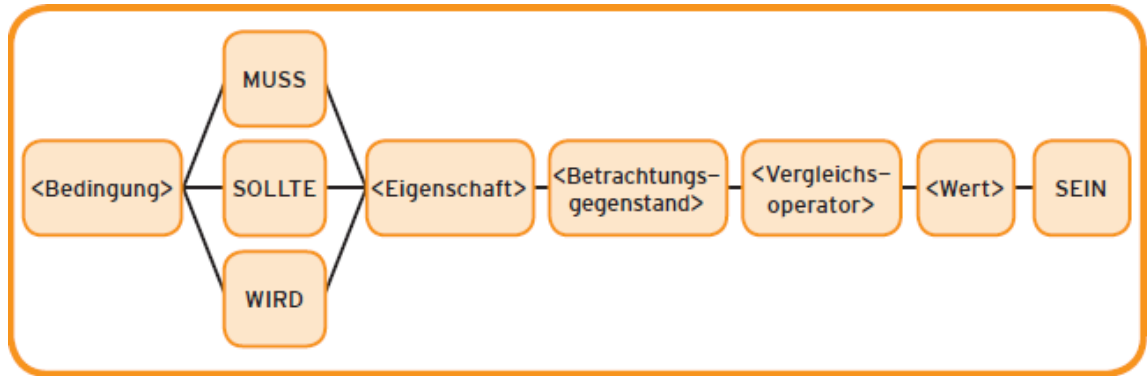 <Bedingung>
MUSS
SOLLTE
WIRD
<Eigenschaft>
<Betrachtungs-
gegenstand>
<Vergleichs-
operator>
<Wert>
SEIN